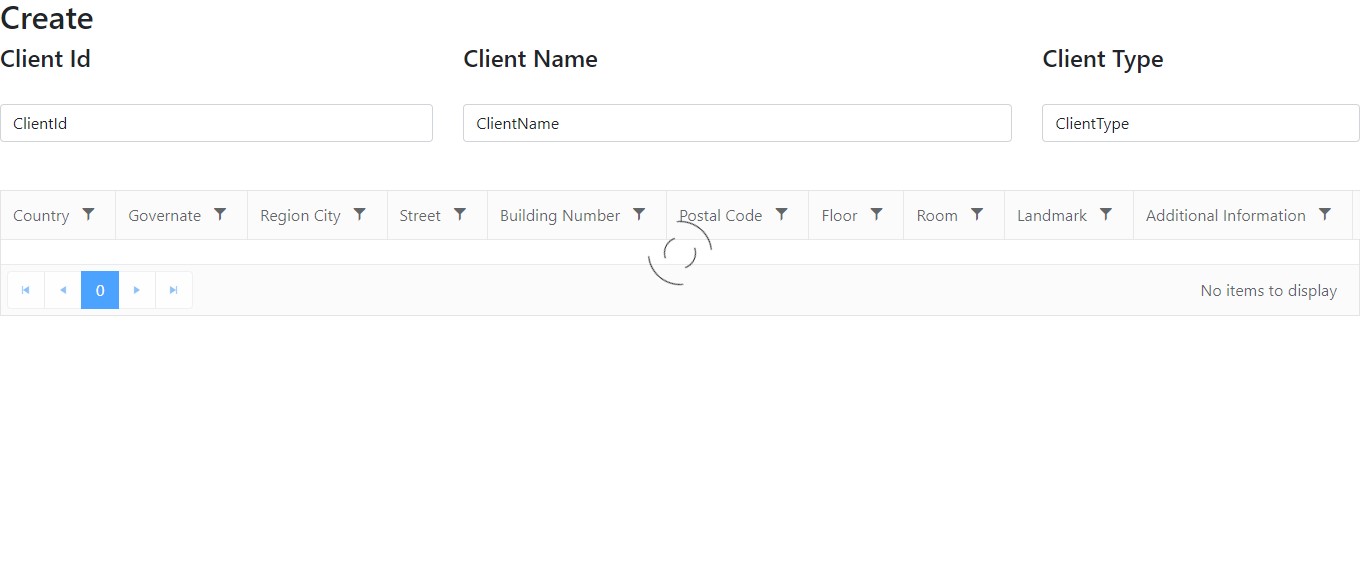 Create
Client Id Client Name Client Type
ClientId ClientName ClientType
Country Governate Region City Street Building Number Postal Code Floor Room Landmark Additional Information
0 No items to display